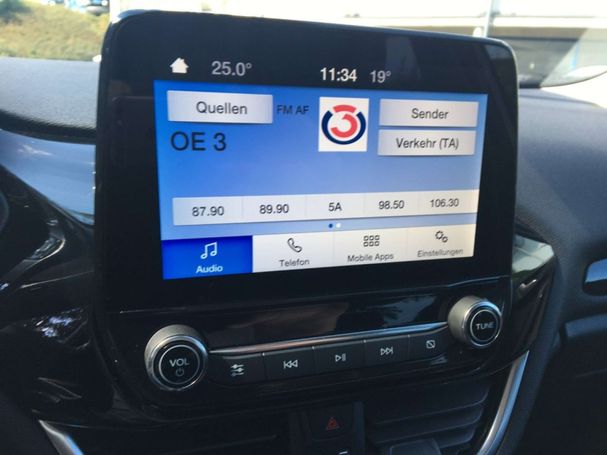 25.0° 11:34 19°
Quellen FM AF 3 Sender
OE 3 Verkehr (TA)
87.90 89.90 5A 98.50 106.30
Audio Telefon Mobile Apps Einstellungen
VOL TUNE